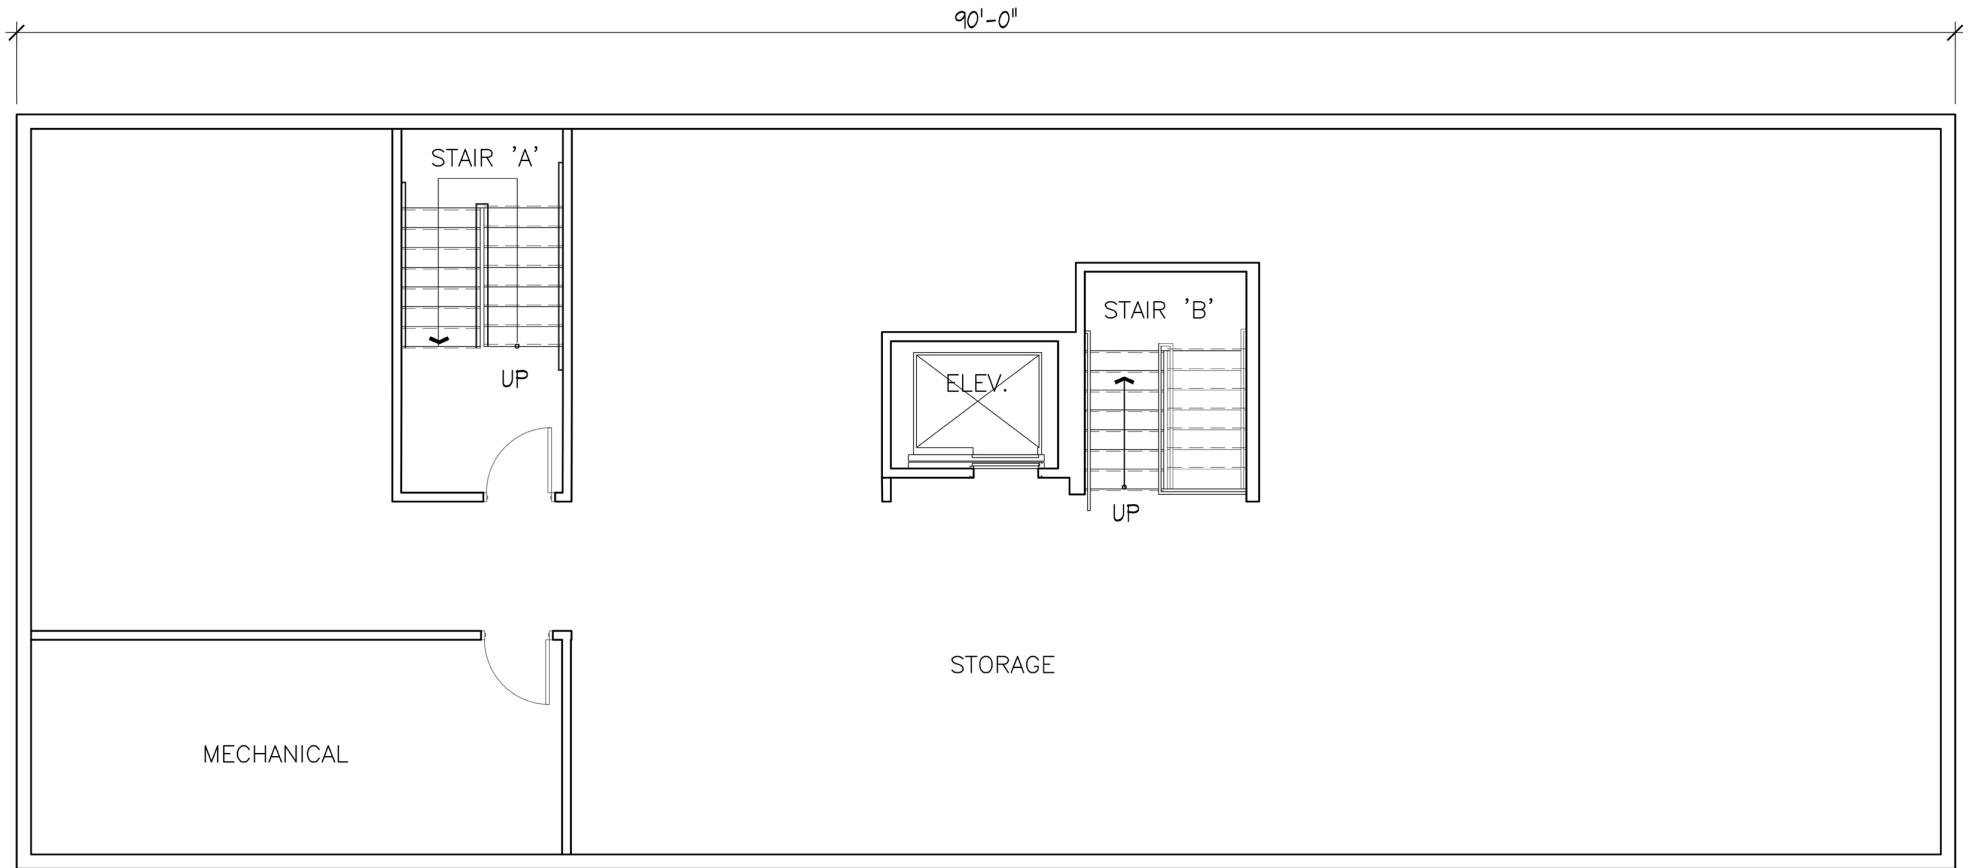 90'-0"
STAIR 'A'
UP
STAIR 'B'
ELEV.
UP
STORAGE
MECHANICAL